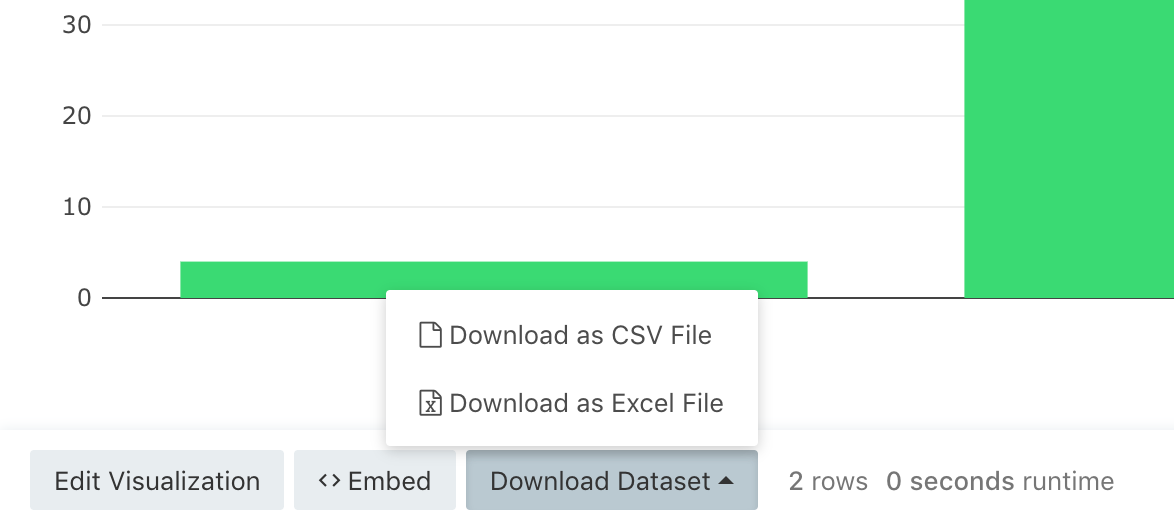 30
20
10
0
Download as CSV File
Download as Excel File
Edit Visualization
<> Embed
Download Dataset
2 rows 0 seconds runtime